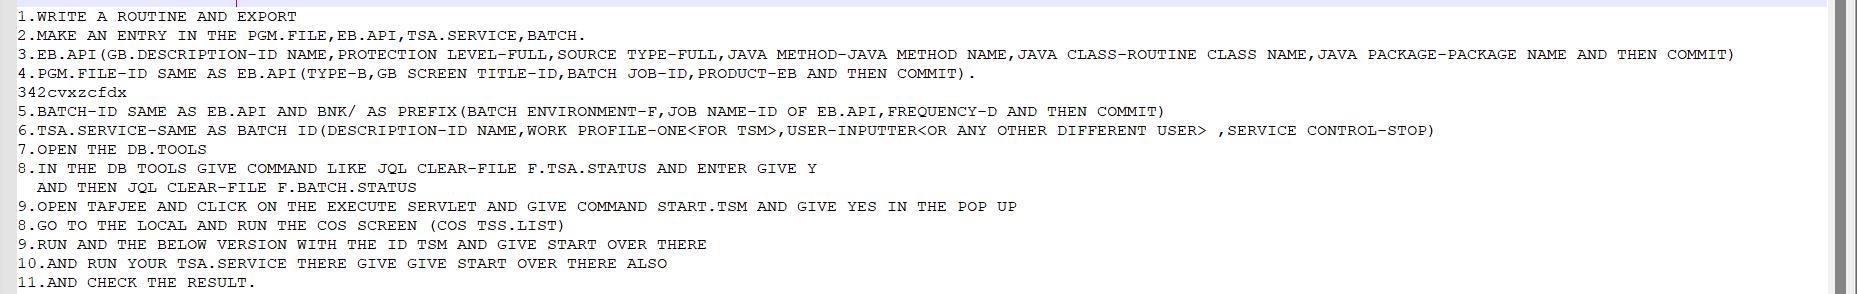 1.WRITE A ROUTINE AND EXPORT
2.MAKE AN ENTRY IN THE PGM.FILE,EB.API,TSA.SERVICE,BATCH.
3.EB.API(GB.DESCRIPTION-ID NAME,PROTECTION LEVEL-FULL,SOURCE TYPE-FULL,JAVA METHOD-JAVA METHOD NAME,JAVA CLASS-ROUTINE CLASS NAME,JAVA PACKAGE-PACKAGE NAME AND THEN COMMIT)
4.PGM.FILE-ID SAME AS EB.API(TYPE-B,GB SCREEN TITLE-ID,BATCH JOB-ID,PRODUCT-EB AND THEN COMMIT).
342cvxzcfdx
5.BATCH-ID SAME AS EB.API AND BNK/ AS PREFIX(BATCH ENVIRONMENT-F,JOB NAME-ID OF EB.API,FREQUENCY-D AND THEN COMMIT)
6.TSA.SERVICE-SAME AS BATCH ID(DESCRIPTION-ID NAME,WORK PROFILE-ONE<FOR TSM>,USER-INPUTTER<OR ANY OTHER DIFFERENT USER> ,SERVICE CONTROL-STOP)
7.OPEN THE DB.TOOLS
8.IN THE DB TOOLS GIVE COMMAND LIKE JQL CLEAR-FILE F.TSA.STATUS AND ENTER GIVE Y
AND THEN JQL CLEAR-FILE F.BATCH.STATUS
9.OPEN TAFJEE AND CLICK ON THE EXECUTE SERVLET AND GIVE COMMAND START.TSM AND GIVE YES IN THE POP UP
8.GO TO THE LOCAL AND RUN THE COS SCREEN (COS TSS.LIST)
9.RUN AND THE BELOW VERSION WITH THE ID TSM AND GIVE START OVER THERE
10.AND RUN YOUR TSA.SERVICE THERE GIVE GIVE START OVER THERE ALSO
11.AND CHECK THE RESULT.